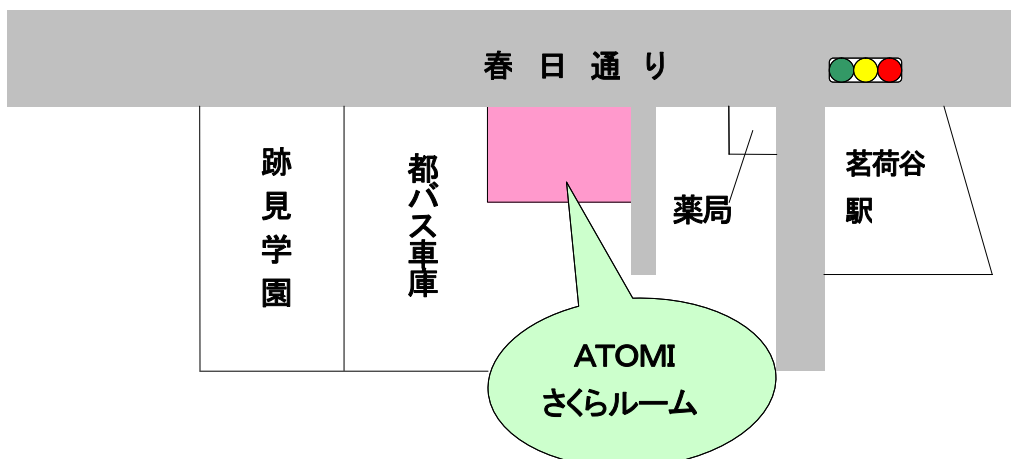 春日通り
跡見学園
都バス車庫
薬局
茗荷谷
駅
ATOMI
さくらルーム